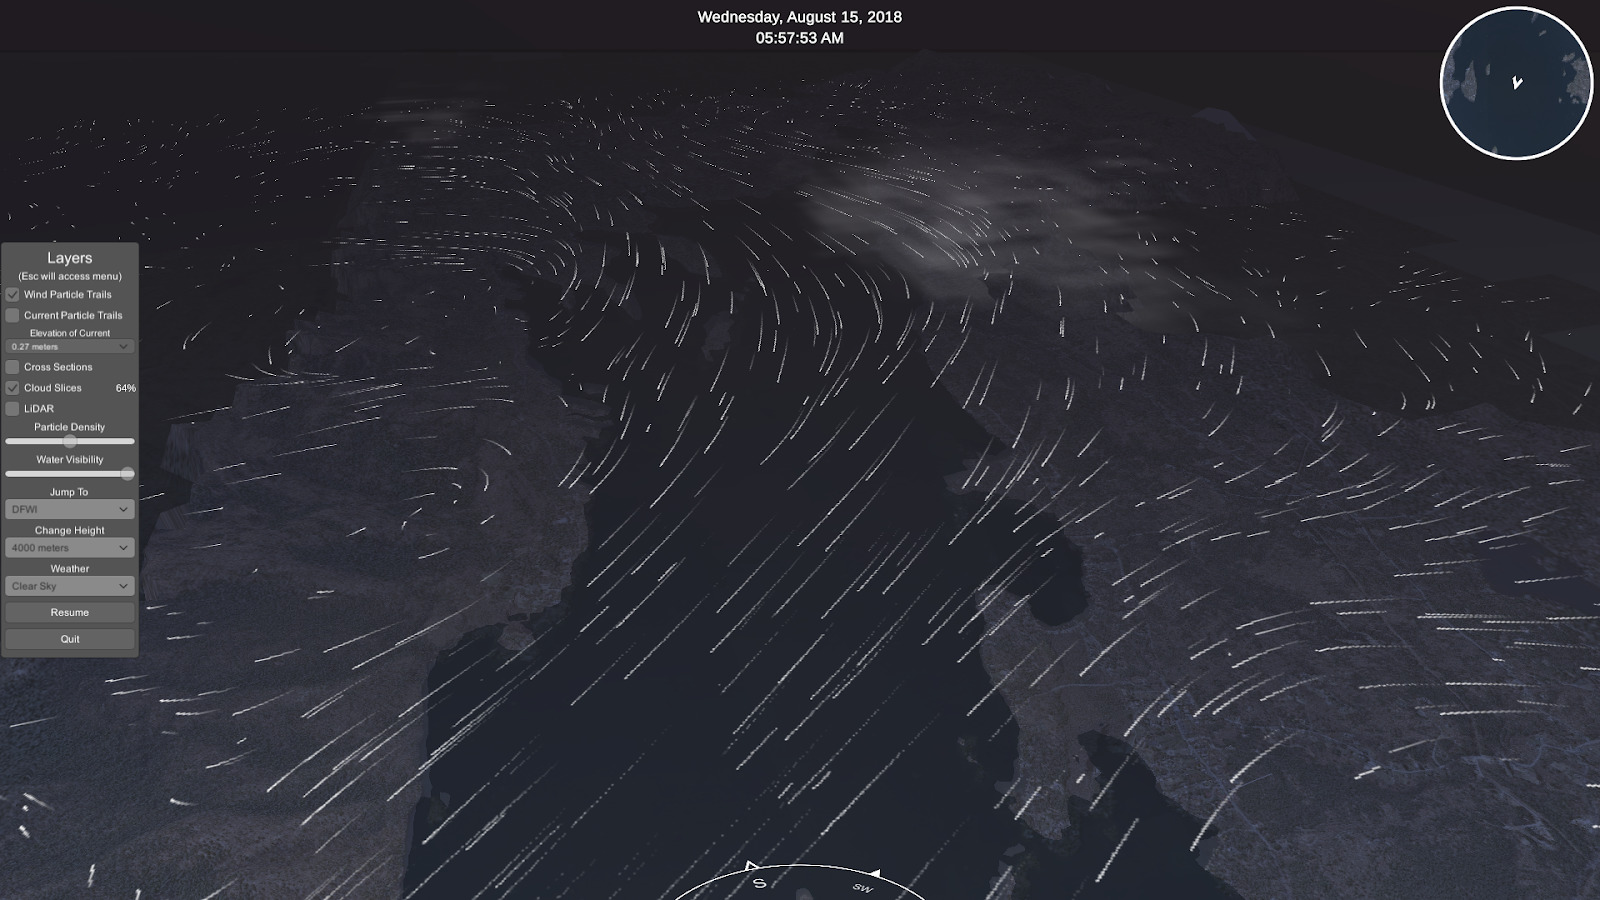 Wednesday, August 15, 2018
05:57:53 AM
Layers
(Esc will access menu)
Wind Particle Trails
Current Particle Trails
Elevation of Current
0.27 meters
Cross Sections
Cloud Slices 64%
LiDAR
Particle Density
Water Visibility
Jump To
DFWI
Change Height
4000 meters
Weather
Clear Sky
Resume
Quit
S
SW